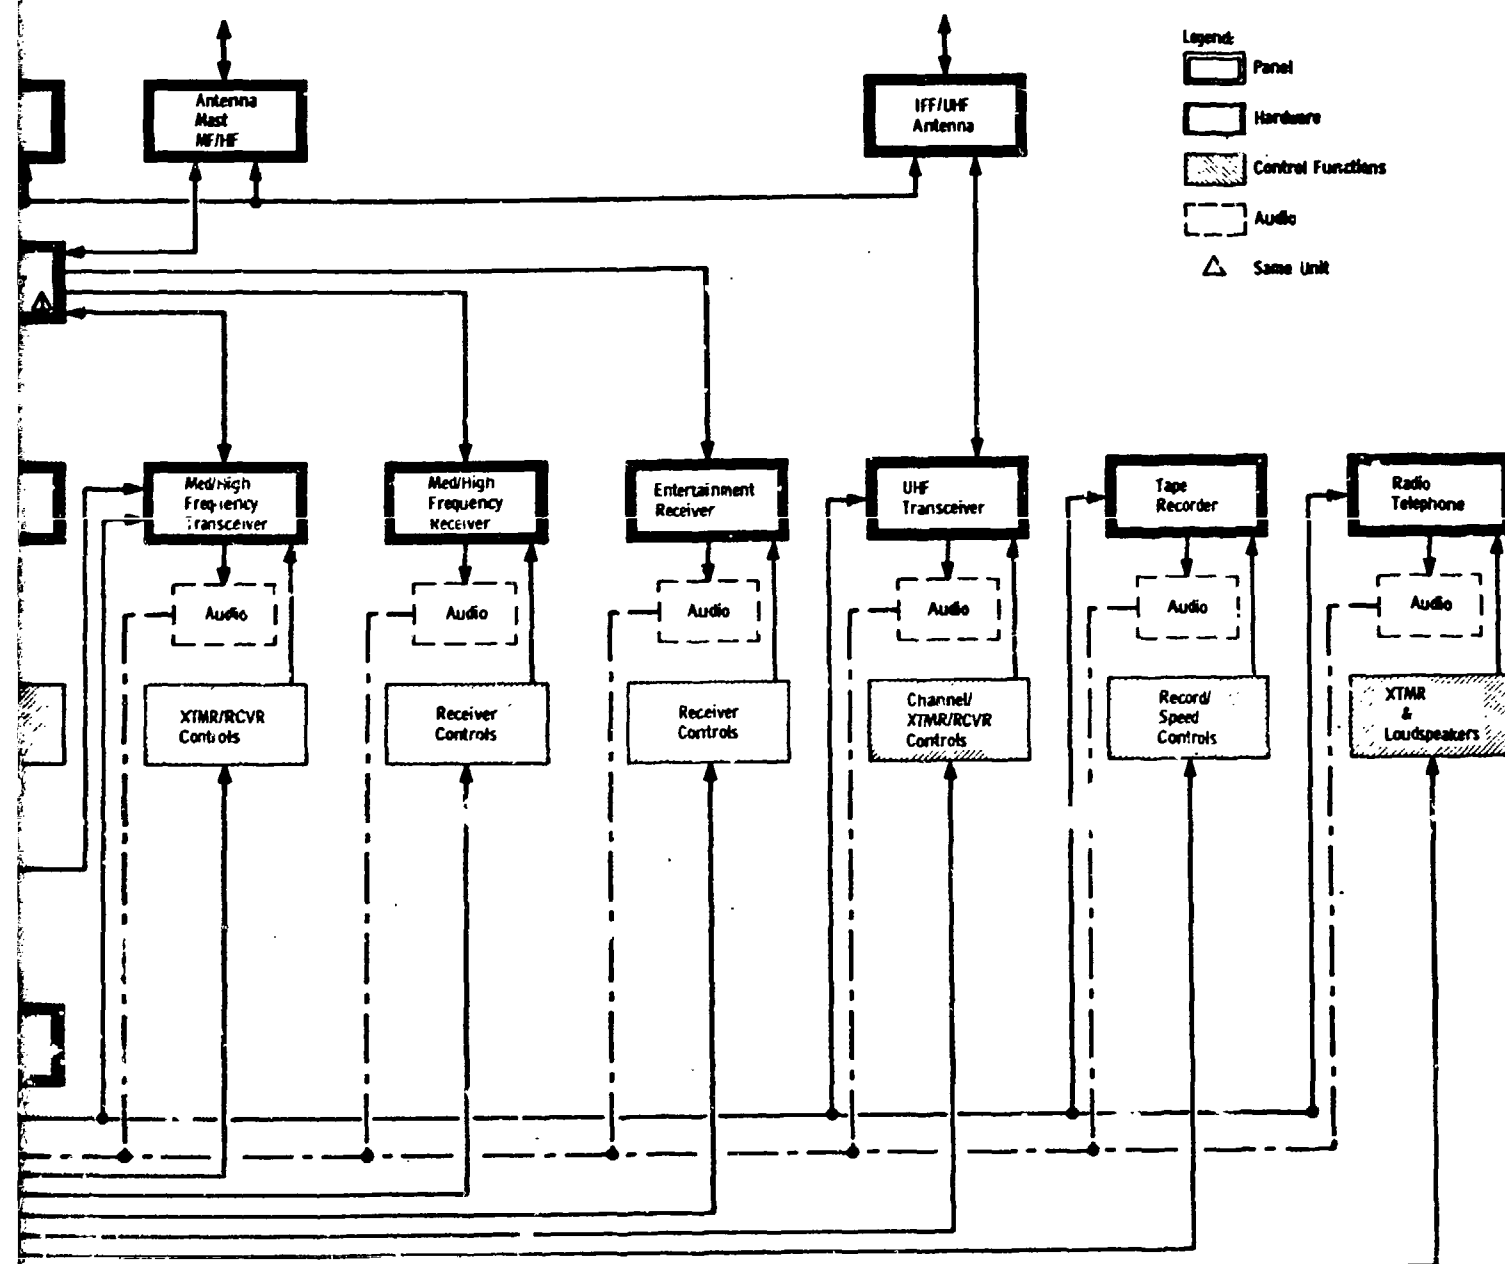 Legend:
Panel
Hardware
Control Functions
Audio
Same Unit
Antenna
Mast
MF/HF
IFF/UHF
Antenna
Med/High
Frequency
Transceiver
Med/High
Frequency
Receiver
Entertainment
Receiver
UHF
Transceiver
Tape
Recorder
Radio
Telephone
Audio
Audio
Audio
Audio
Audio
Audio
XTMR/RCVR
Controls
Receiver
Controls
Receiver
Controls
Channel/
XTMR/RCVR
Controls
Record/
Speed
Controls
XTMR
&
Loudspeakers